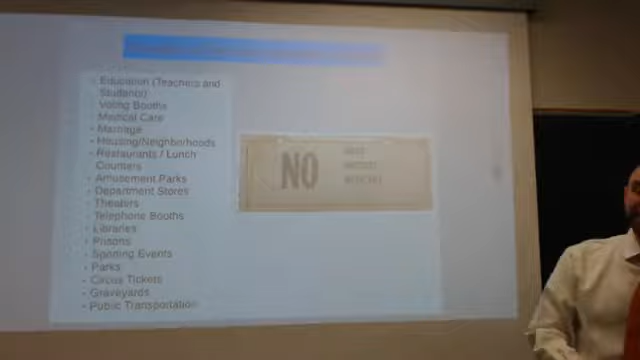 - Education (Teachers and
Students)
- Voting Booths
- Medical Care
- Marriage
- Housing/Neighborhoods
- Restaurants / Lunch
Counters
- Amusement Parks
- Department Stores
- Theaters
- Telephone Booths
- Libraries
- Prisons
- Sporting Events
- Parks
- Circus Tickets
- Graveyards
- Public Transportation
NO